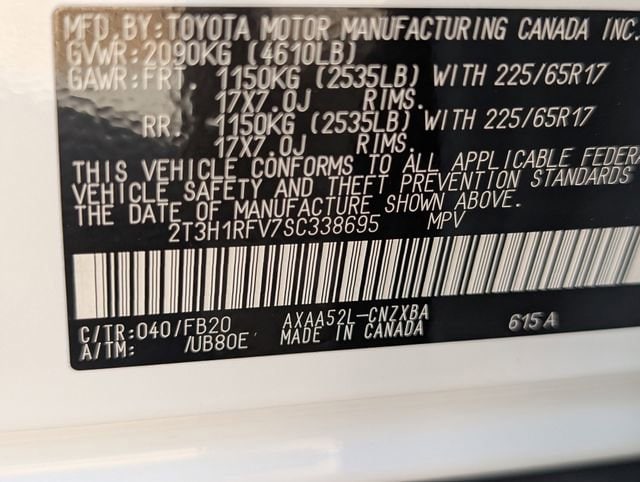 MFD.BY:TOYOTA MOTOR MANUFACTURING CANADA INC.
GVWR:2090KG (4610LB)
GAWR:FRT. 1150KG (2535LB) WITH 225/65R17
17X7.0J RIMS.
RR. 1150KG (2535LB) WITH 225/65R17
17X7.0J RIMS.
THIS VEHICLE CONFORMS TO ALL APPLICABLE FEDERA
VEHICLE SAFETY AND THEFT PREVENTION STANDARDS
THE DATE OF MANUFACTURE SHOWN ABOVE.
2T3H1RFV7SC338695 MPV
C/TR:040/FB20 AXAA52L-CNZXBA 615A
A/TM: /UB80E MADE IN CANADA